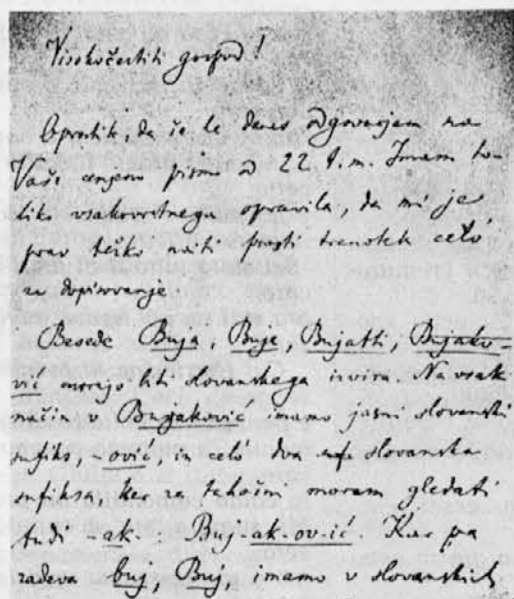 Visokočestiti gospod!
Oprostite, da še le danes odgovarjam na
Vaše cenjeno pismo od 22. t. m. Imam to-
liko vsakovrstnega opravila, da mi je
prav težko najti prosti trenotek celo
za dopisovanje.
Besede Buja, Buje, Bujatti, Bujako-
vić morejo biti slovanskega izvira. Na vsak
način v Bujaković imamo jasni slovanski
sufiks, -ović, in celó dva slovanska
sufiksa, ker za takošin moram gledati
tudi -ak- : Buj-ak-ov-ić. Kar pa
zadeva buj, Buj, imamo v slovanskih